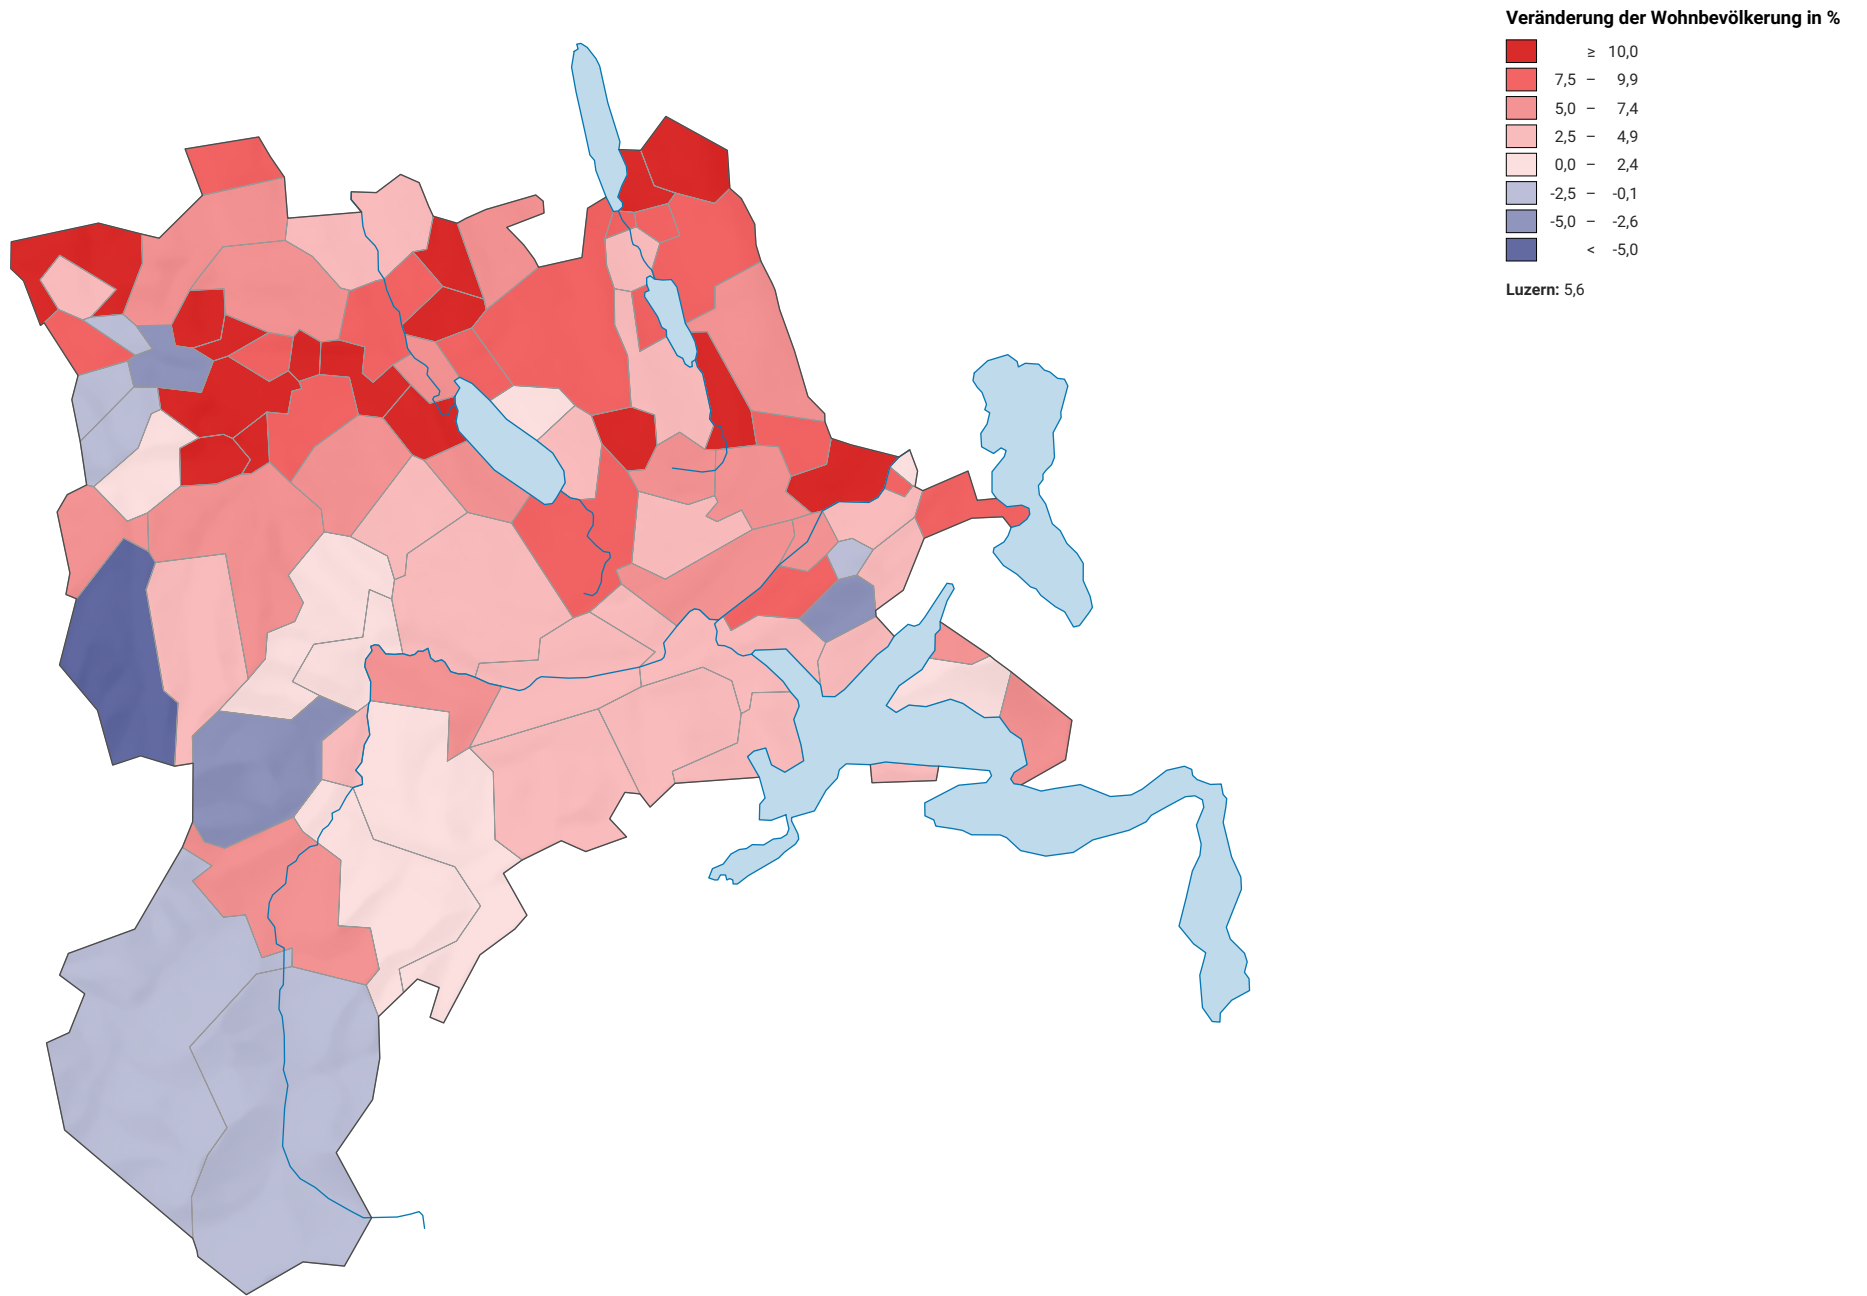 Veränderung der Wohnbevölkerung in %
≥ 10,0
7,5 – 9,9
5,0 – 7,4
2,5 – 4,9
0,0 – 2,4
-2,5 – -0,1
-5,0 – -2,6
< -5,0
Luzern: 5,6